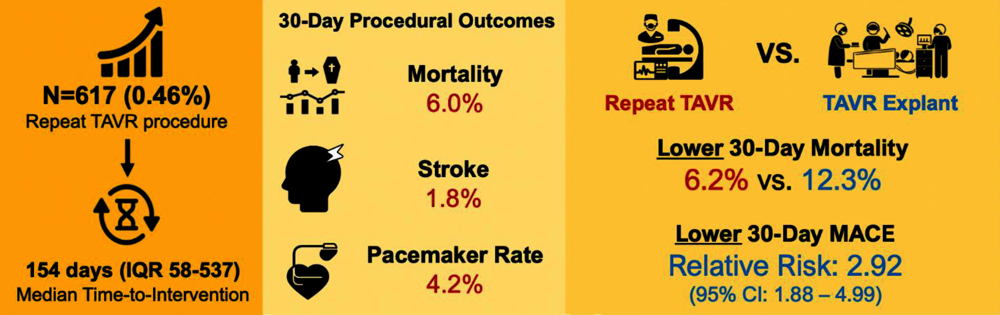 N=617 (0.46%)
Repeat TAVR procedure
154 days (IQR 58-537)
Median Time-to-Intervention
30-Day Procedural Outcomes
Mortality
6.0%
Stroke
1.8%
Pacemaker Rate
4.2%
VS.
Repeat TAVR
TAVR Explant
Lower 30-Day Mortality
6.2% vs. 12.3%
Lower 30-Day MACE
Relative Risk: 2.92
(95% CI: 1.88 – 4.99)